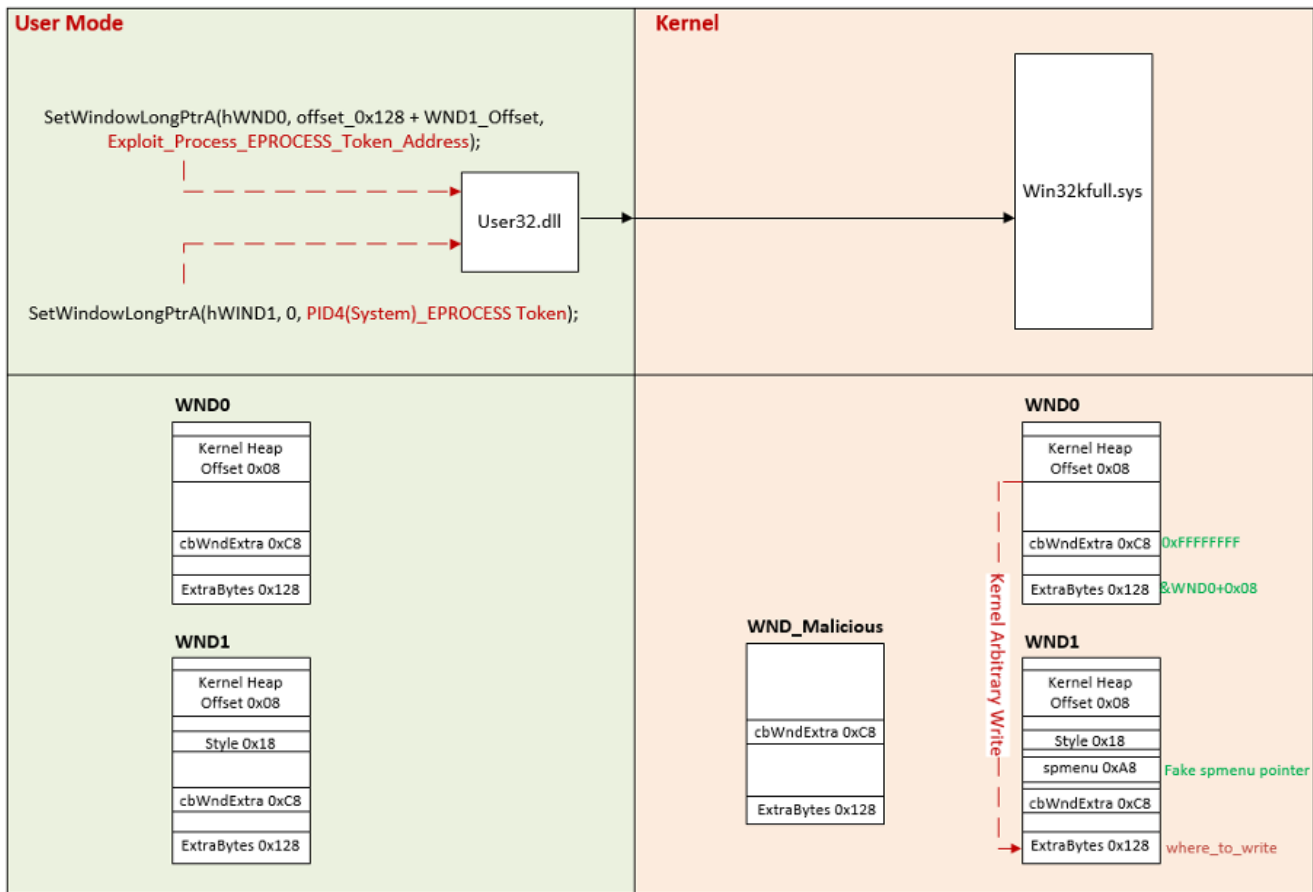 User Mode
Kernel
SetWindowLongPtrA(hWND0, offset_0x128 + WND1_Offset,
Exploit_Process_EPROCESS_Token_Address);
User32.dll
Win32kfull.sys
SetWindowLongPtrA(hWIND1, 0, PID4(System)_EPROCESS Token);
WND0
Kernel Heap
Offset 0x08
cbWndExtra 0xC8
ExtraBytes 0x128
WND1
Kernel Heap
Offset 0x08
Style 0x18
cbWndExtra 0xC8
ExtraBytes 0x128
WND_Malicious
cbWndExtra 0xC8
ExtraBytes 0x128
Kernel Arbitrary Write
WND0
Kernel Heap
Offset 0x08
cbWndExtra 0xC8
0xFFFFFFFF
ExtraBytes 0x128
&WND0+0x08
WND1
Kernel Heap
Offset 0x08
Style 0x18
spmenu 0xA8
Fake spmenu pointer
cbWndExtra 0xC8
ExtraBytes 0x128
where_to_write